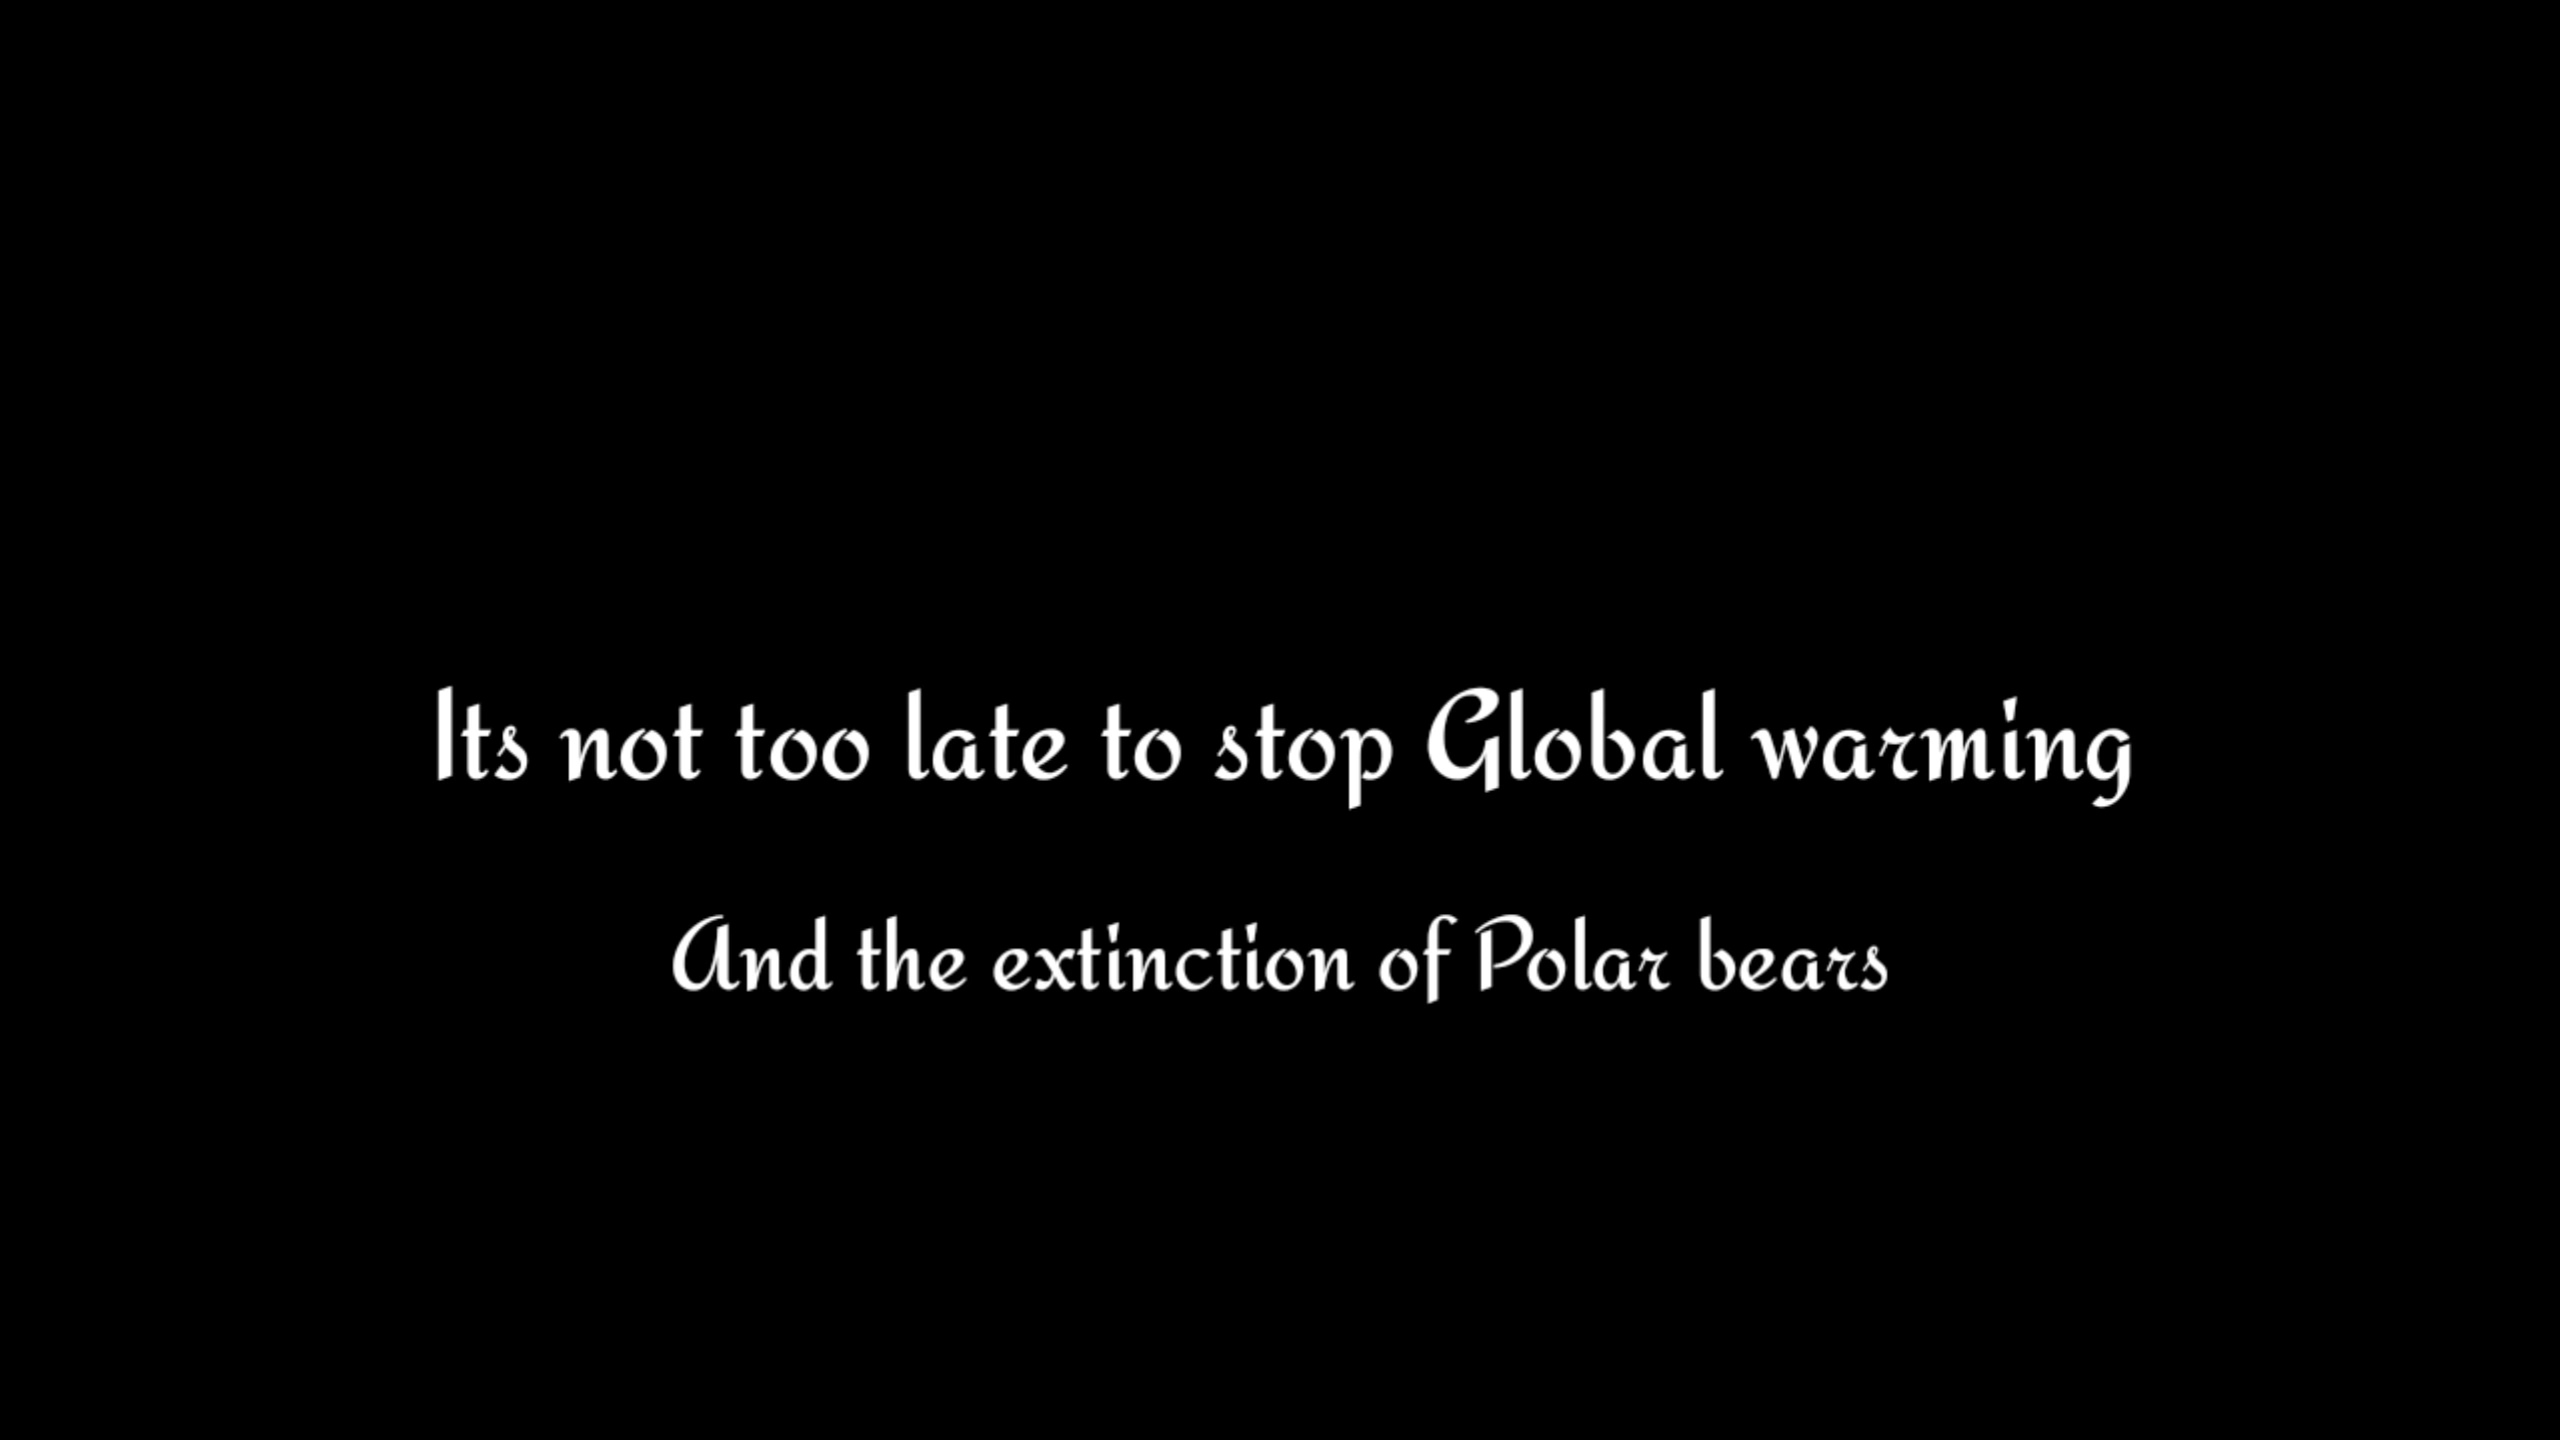 Its not too late to stop Global warming
And the extinction of Polar bears